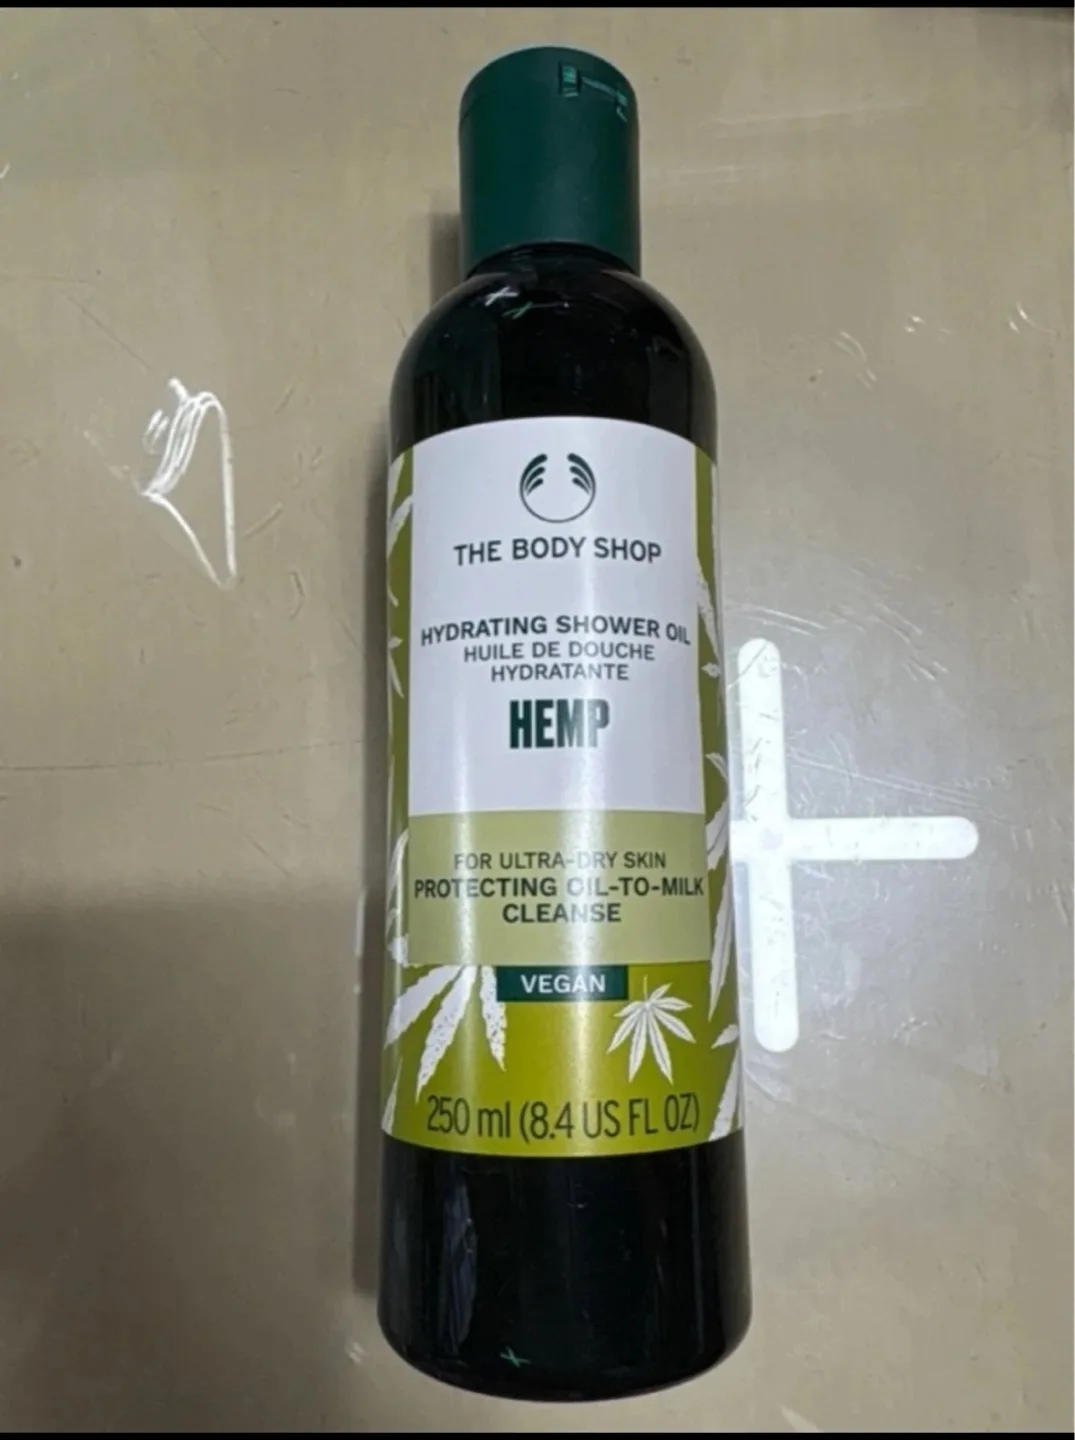 THE BODY SHOP
HYDRATING SHOWER OIL
HUILE DE DOUCHE
HYDRATANTE
HEMP
FOR ULTRA-DRY SKIN
PROTECTING OIL-TO-MILK
CLEANSE
VEGAN
250 ml (8.4 US FL OZ)